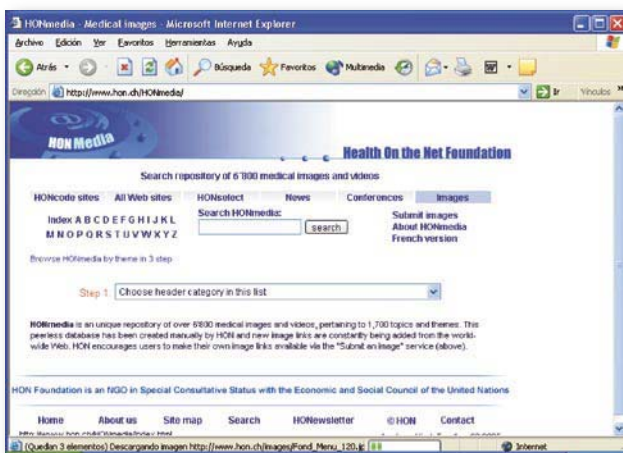 HONmedia - Medical images - Microsoft Internet Explorer
Archivo Edición Ver Favoritos Herramientas Ayuda
Atrás Búsqueda Favoritos Multimedia
Dirección http://www.hon.ch/HONmedia/ Ir Vínculos »
HON Media
Health On the Net Foundation
Search repository of 6'800 medical images and videos
HONcode sites All Web sites HONselect News Conferences Images
Index A B C D E F G H I J K L
M N O P Q R S T U V W X Y Z
Search HONmedia:
search
Submit images
About HONmedia
French version
Browse HONmedia by theme in 3 step
Step 1 Choose header category in this list
HONmedia is an unique repository of over 6'800 medical images and videos, pertaining to 1,700 topics and themes. This
peerless database has been created manually by HON and new image links are constantly being added from the world-
wide Web. HON encourages users to make their own image links available via the "Submit an image" service (above).
HON Foundation is an NGO in Special Consultative Status with the Economic and Social Council of the United Nations
Home About us Site map Search HONewsletter © HON Contact
(Quedan 3 elementos) Descargando imagen http://www.hon.ch/images/Fond_Menu_120.jp Internet